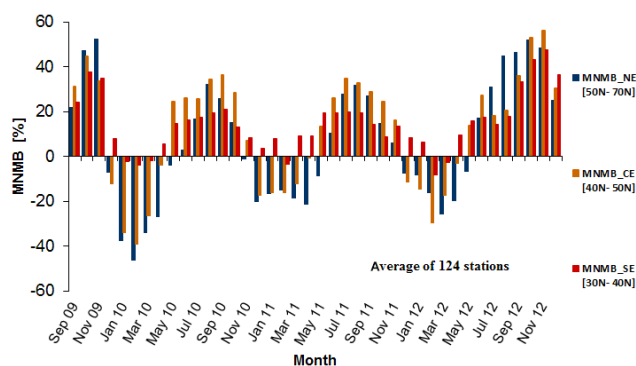 60
40
20
0
-20
-40
-60
MNMB [%]
Sep 09
Nov 09
Jan 10
Mar 10
May 10
Jul 10
Sep 10
Nov 10
Jan 11
Mar 11
May 11
Jul 11
Sep 11
Nov 11
Jan 12
Mar 12
May 12
Jul 12
Sep 12
Nov 12
Month
Average of 124 stations
MNMB_NE
[50N- 70N]
MNMB_CE
[40N- 50N]
MNMB_SE
[30N- 40N]